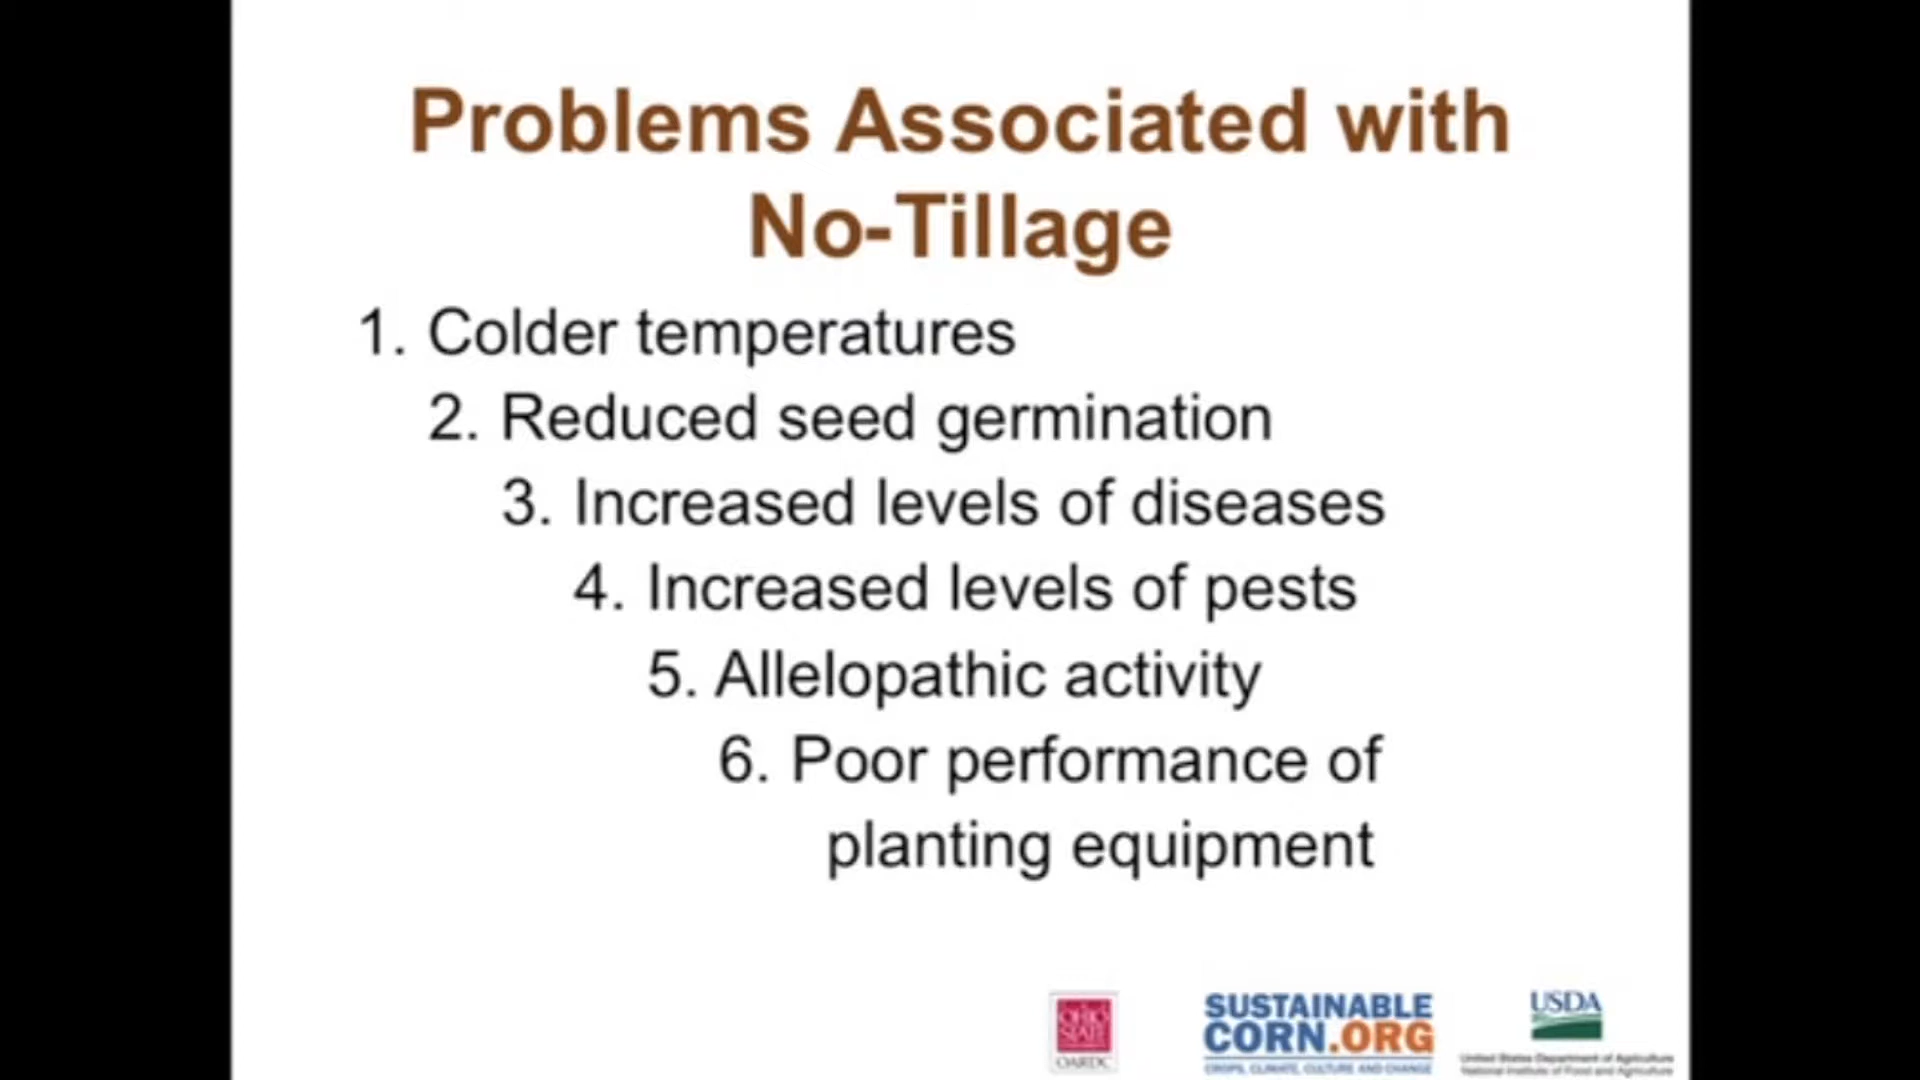 Problems Associated with
No-Tillage
1. Colder temperatures
2. Reduced seed germination
3. Increased levels of diseases
4. Increased levels of pests
5. Allelopathic activity
6. Poor performance of
planting equipment
OHIO
STATE
OARDC
SUSTAINABLE
CORN.ORG
CROPS, CLIMATE, CULTURE AND CHANGE
USDA
United States Department of Agriculture
National Institute of Food and Agriculture